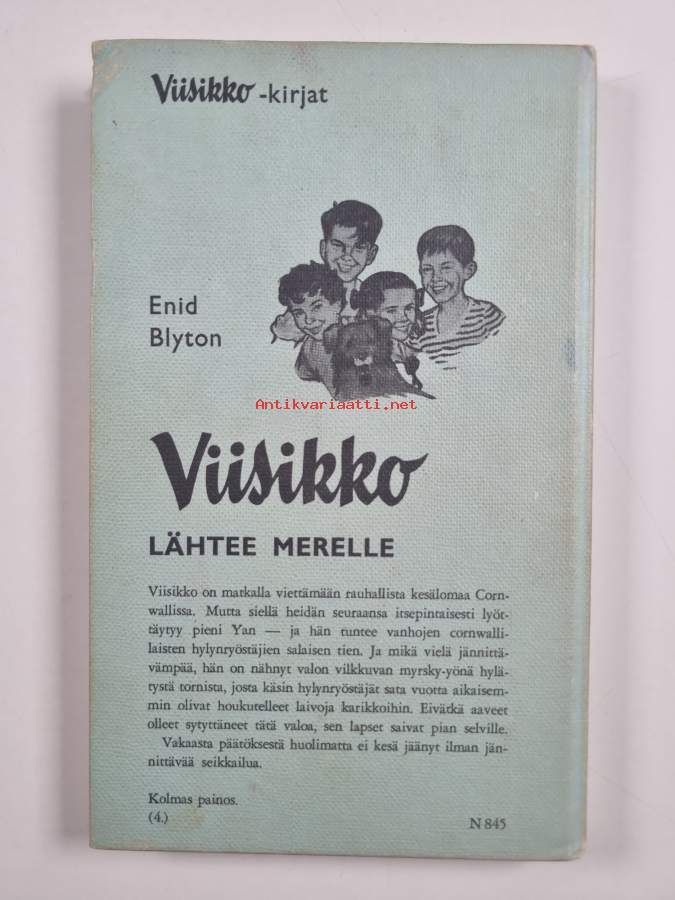 Viisikko -kirjat
Enid
Blyton
Antikvariaatti.net
Viisikko
LÄHTEE MERELLE
Viisikko on matkalla viettämään rauhallista kesälomaa Corn-
wallissa. Mutta siellä heidän seuraansa itsepintaisesti lyöt-
täytyy pieni Yan — ja hän tuntee vanhojen cornwalli-
laisten hylynryöstäjien salaisen tien. Ja mikä vielä jännittä-
vämpää, hän on nähnyt valon vilkkuvan myrsky-yönä hylä-
tystä tornista, josta käsin hylynryöstäjät sata vuotta aikaisem-
min olivat houkutelleet laivoja karikkoihin. Eivätkä aaveet
olleet sytyttäneet tätä valoa, sen lapset saivat pian selville.
Vakaasta päätöksestä huolimatta ei kesä jäänyt ilman jän-
nittävää seikkailua.
Kolmas painos.
(4.) N 845